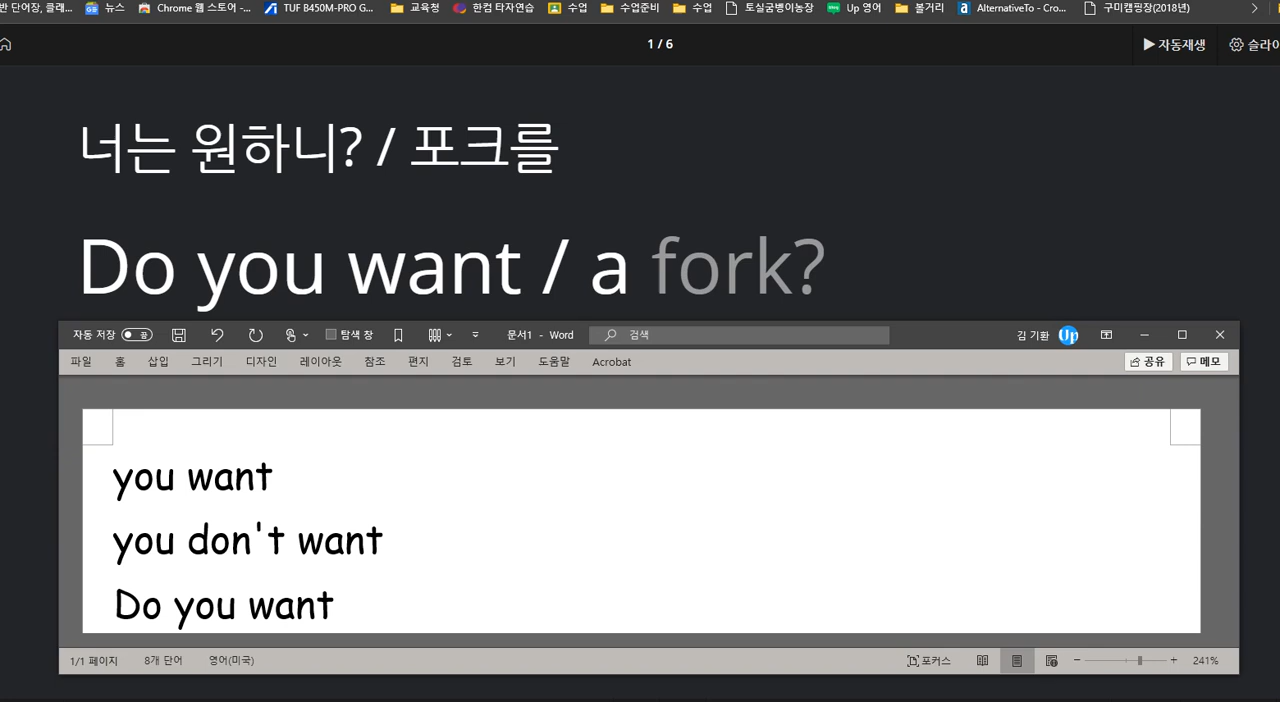 반 단어장, 클래... 뉴스 Chrome 웹 스토어 -... TUF B450M-PRO G... 교육청 한컴 타자연습 수업 수업준비 수업 토실굼벵이농장 Up 영어 볼거리 AlternativeTo - Cro... 구미캠핑장(2018년)
1 / 6 자동재생 슬라이
너는 원하니? / 포크를
Do you want / a fork?
자동 저장 끔 탐색 창 문서1 - Word 검색 김 기환 Up
파일 홈 삽입 그리기 디자인 레이아웃 참조 편지 검토 보기 도움말 Acrobat 공유 메모
you want
you don't want
Do you want
1/1 페이지 8개 단어 영어(미국) 포커스 241%